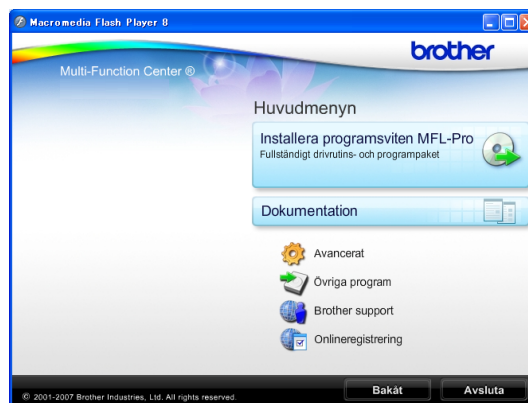 Macromedia Flash Player 8
brother
Multi-Function Center ®
Huvudmenyn
Installera programsviten MFL-Pro
Fullständigt drivrutins- och programpaket
Dokumentation
Avancerat
Övriga program
Brother support
Onlineregistrering
© 2001-2007 Brother Industries, Ltd. All rights reserved.
Bakåt
Avsluta